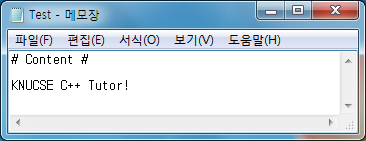 Test - 메모장
파일(F) 편집(E) 서식(O) 보기(V) 도움말(H)
# Content #
KNUCSE C++ Tutor!